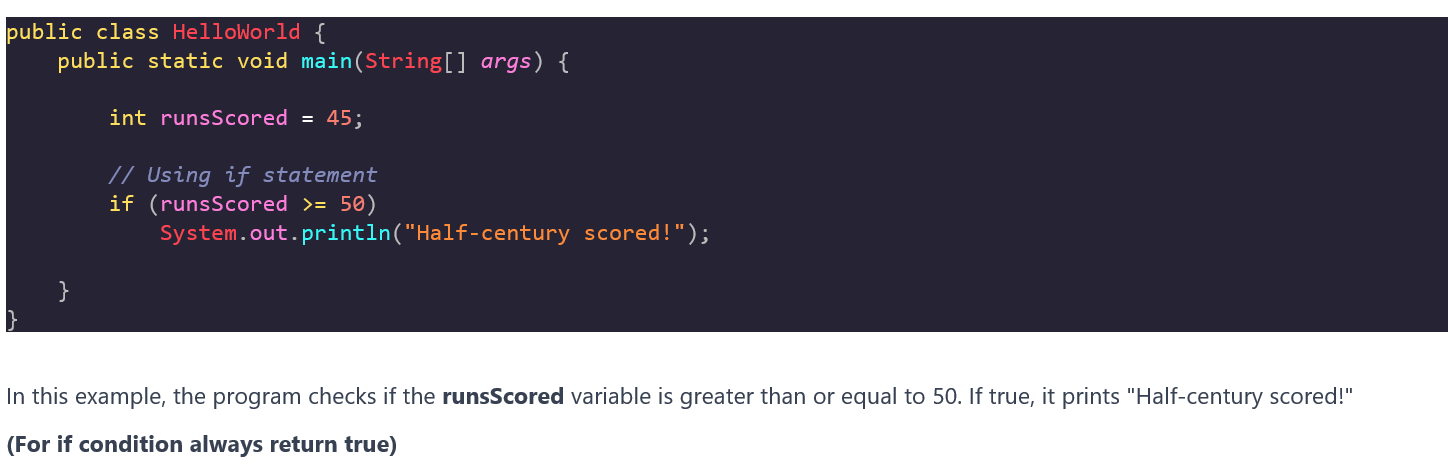 public class HelloWorld {
    public static void main(String[] args) {
        int runsScored = 45;
        // Using if statement
        if (runsScored >= 50)
            System.out.println("Half-century scored!");
    }
}
In this example, the program checks if the runsScored variable is greater than or equal to 50. If true, it prints "Half-century scored!"
(For if condition always return true)